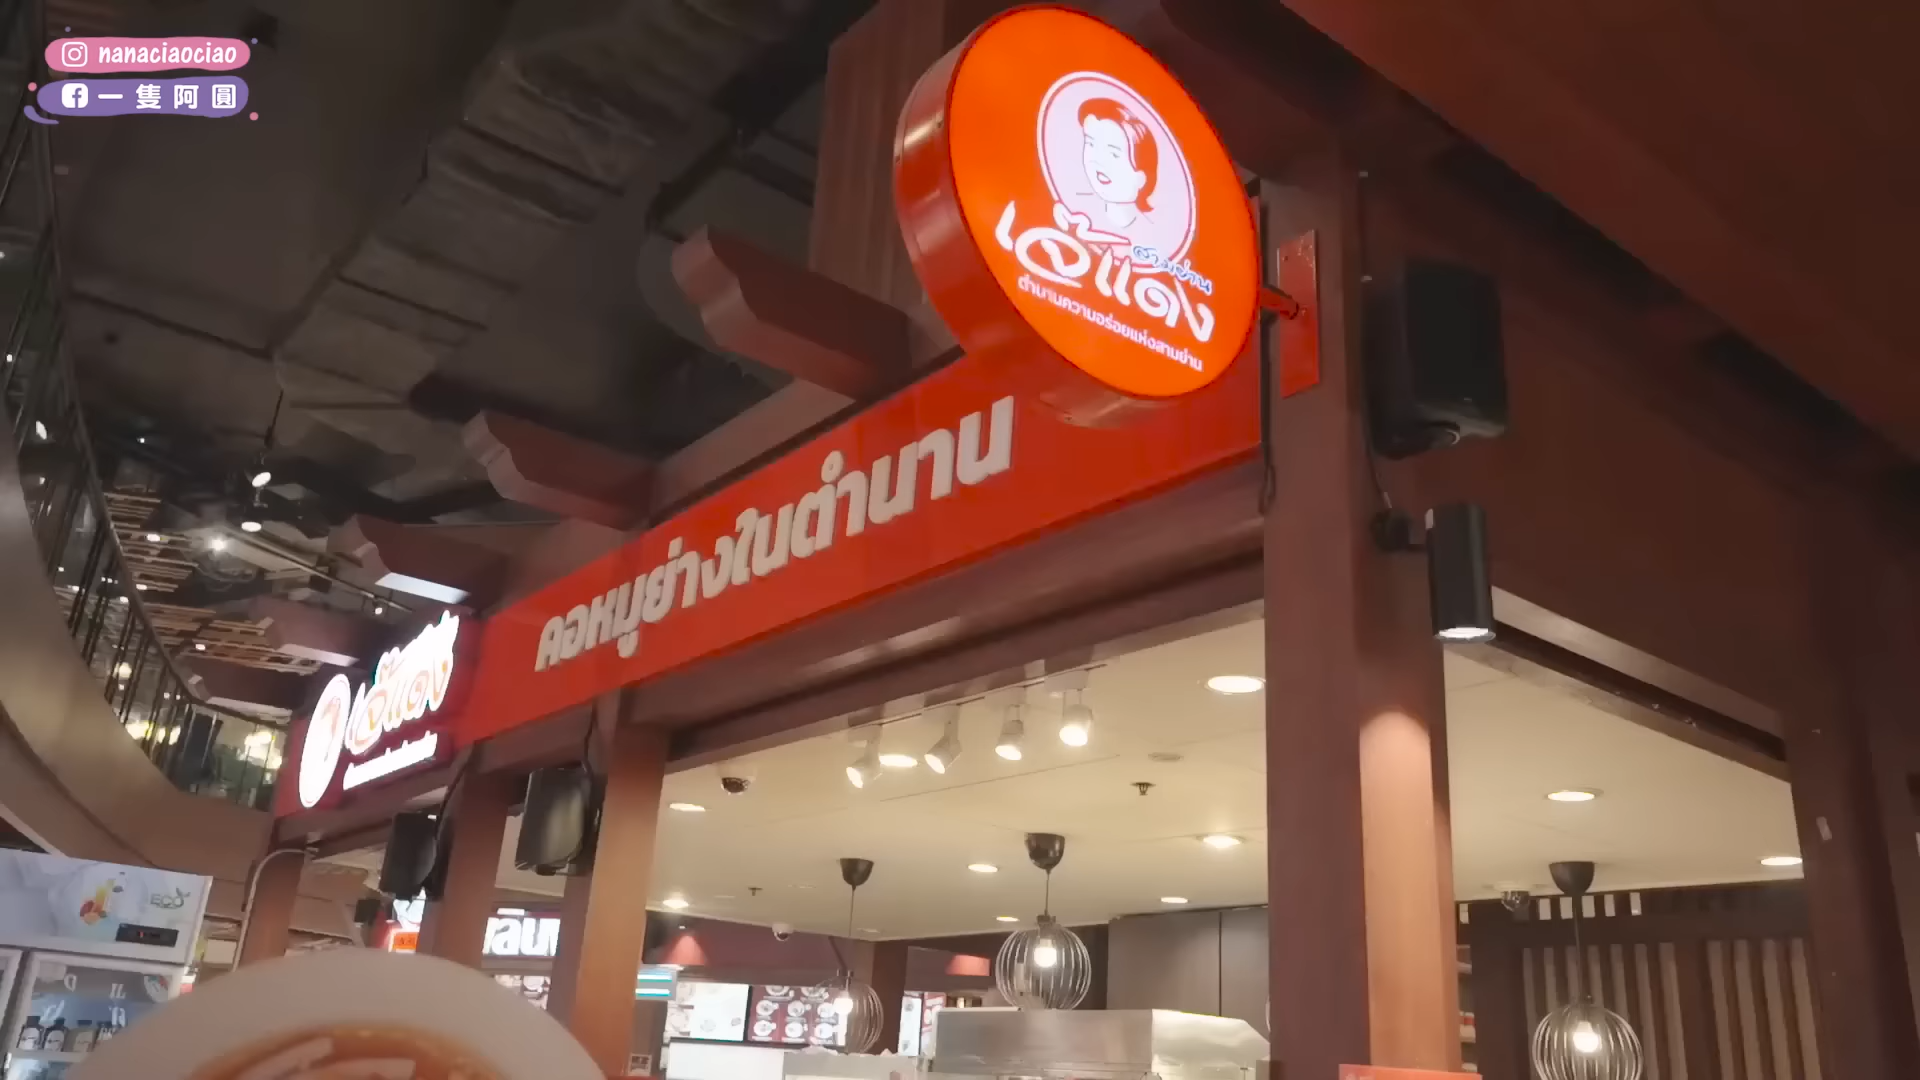 nanaciaociao
一隻阿圓
เจ๊แดง
สามย่าน
ตำนานความอร่อยแห่งสามย่าน
คอหมูย่างในตำนาน
เจ๊แดง
ECO